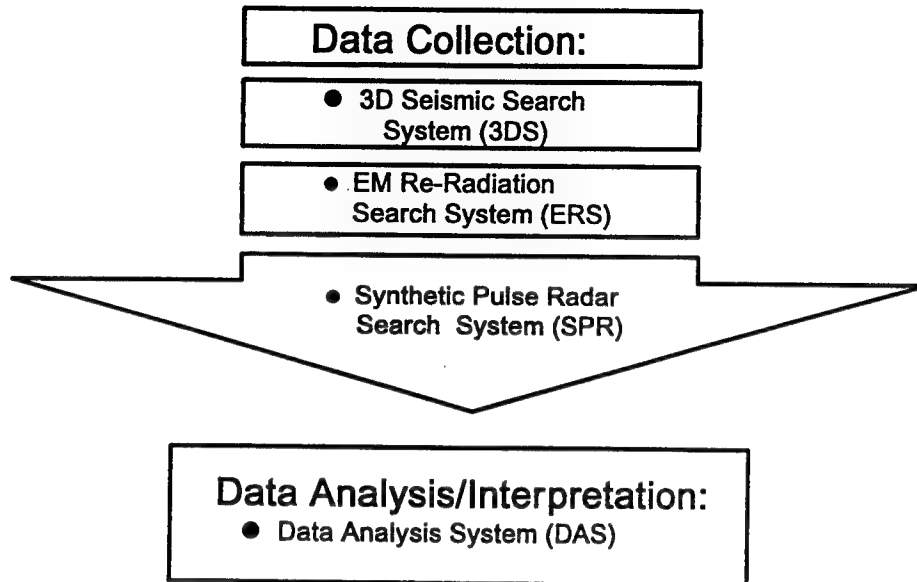 Data Collection:
● 3D Seismic Search
System (3DS)
● EM Re-Radiation
Search System (ERS)
● Synthetic Pulse Radar
Search System (SPR)
Data Analysis/Interpretation:
● Data Analysis System (DAS)